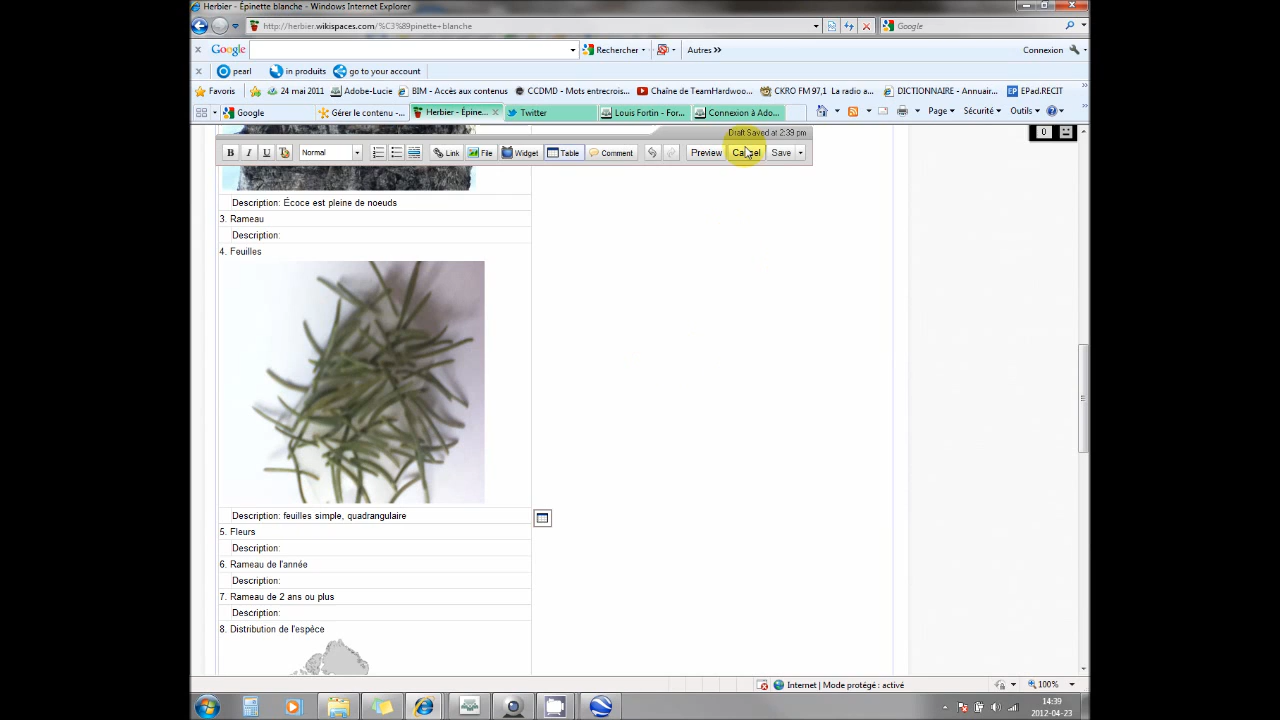 Herbier - Épinette blanche - Windows Internet Explorer
http://herbier.wikispaces.com/%C3%89pinette+blanche
Google
Google Rechercher Autres » Connexion
pearl in produits go to your account
Favoris 24 mai 2011 Adobe-Lucie BIM - Accès aux contenus CCDMD - Mots entrecrois... Chaîne de TeamHardwoo... CKRO FM 97,1 La radio a... DICTIONNAIRE - Annuair... EPad.RECIT
Google Gérer le contenu -... Herbier - Épine... Twitter Louis Fortin - For... Connexion à Ado... Page Sécurité Outils
0
Draft Saved at 2:39 pm
B I U Normal Link File Widget Table Comment Preview Cancel Save
Description: Écoce est pleine de noeuds
3. Rameau
Description:
4. Feuilles
Description: feuilles simple, quadrangulaire
5. Fleurs
Description:
6. Rameau de l'année
Description:
7. Rameau de 2 ans ou plus
Description:
8. Distribution de l'espèce
Internet | Mode protégé : activé 100%
14:39
2012-04-23